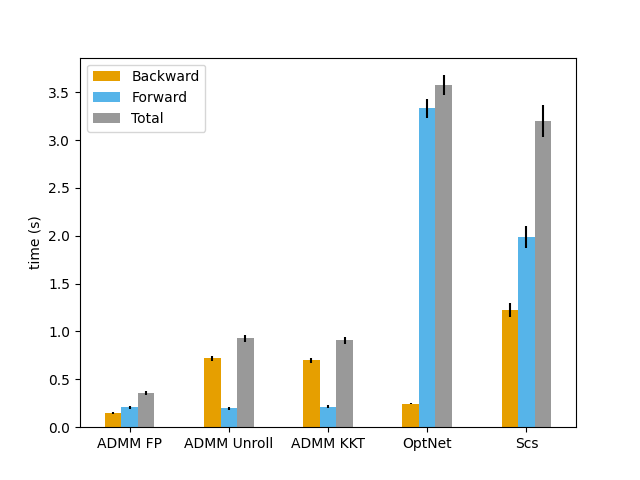 Backward
Forward
Total
time (s)
3.5
3.0
2.5
2.0
1.5
1.0
0.5
0.0
ADMM FP
ADMM Unroll
ADMM KKT
OptNet
Scs